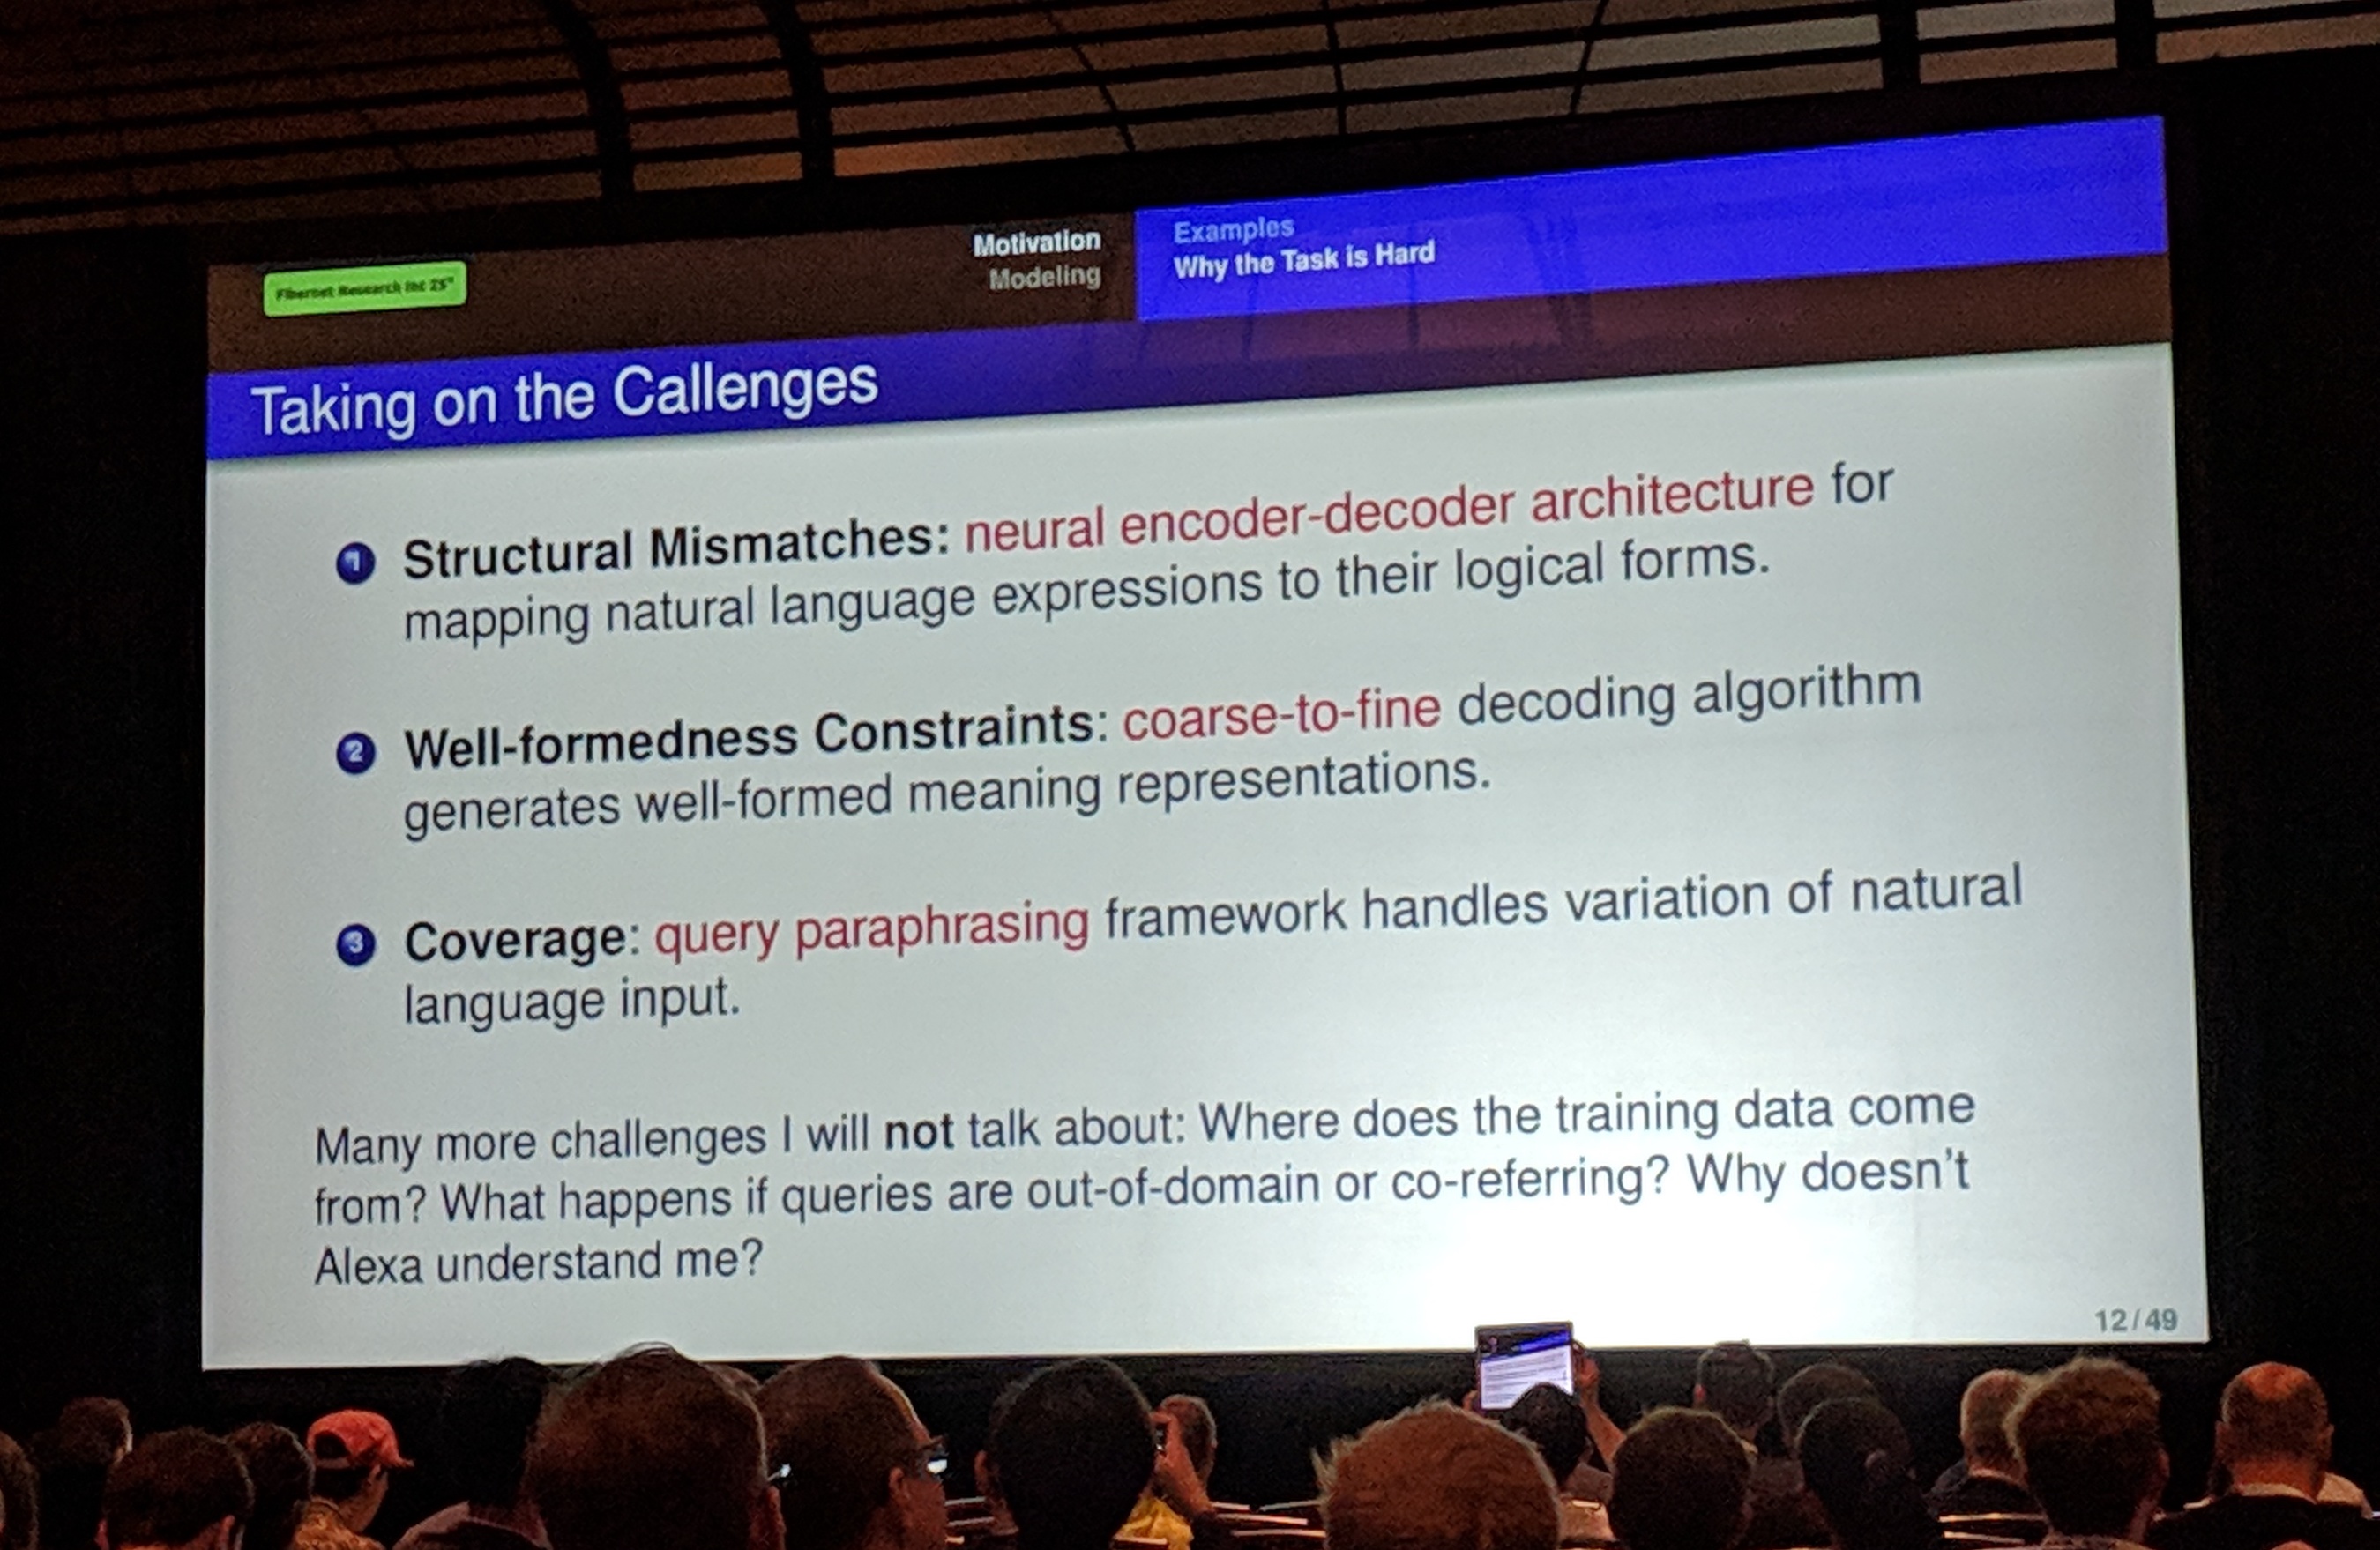 Fibernet Research Inc 25"
Motivation
Modeling
Examples
Why the Task is Hard
Taking on the Callenges
1 Structural Mismatches: neural encoder-decoder architecture for
mapping natural language expressions to their logical forms.
2 Well-formedness Constraints: coarse-to-fine decoding algorithm
generates well-formed meaning representations.
3 Coverage: query paraphrasing framework handles variation of natural
language input.
Many more challenges I will not talk about: Where does the training data come
from? What happens if queries are out-of-domain or co-referring? Why doesn't
Alexa understand me?
12/49